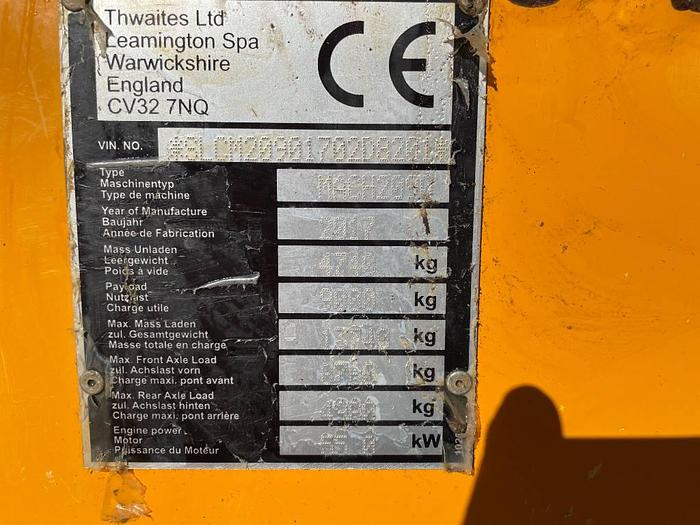 Thwaites Ltd
Leamington Spa
Warwickshire
England
CV32 7NQ
CE
VIN. NO.
Type
Maschinentyp
Type de machine
Year of Manufacture
Baujahr
Année de Fabrication
2017
Mass Unladen
Leergewicht
Poids à vide
4740 kg
Payload
Nutzlast
Charge utile
9000 kg
Max. Mass Laden
zul. Gesamtgewicht
Masse totale en charge
kg
Max. Front Axle Load
zul. Achslast vorn
Charge maxi. pont avant
kg
Max. Rear Axle Load
zul. Achslast hinten
Charge maxi. pont arrière
kg
Engine power
Motor
Puissance du Moteur
55.0 kW